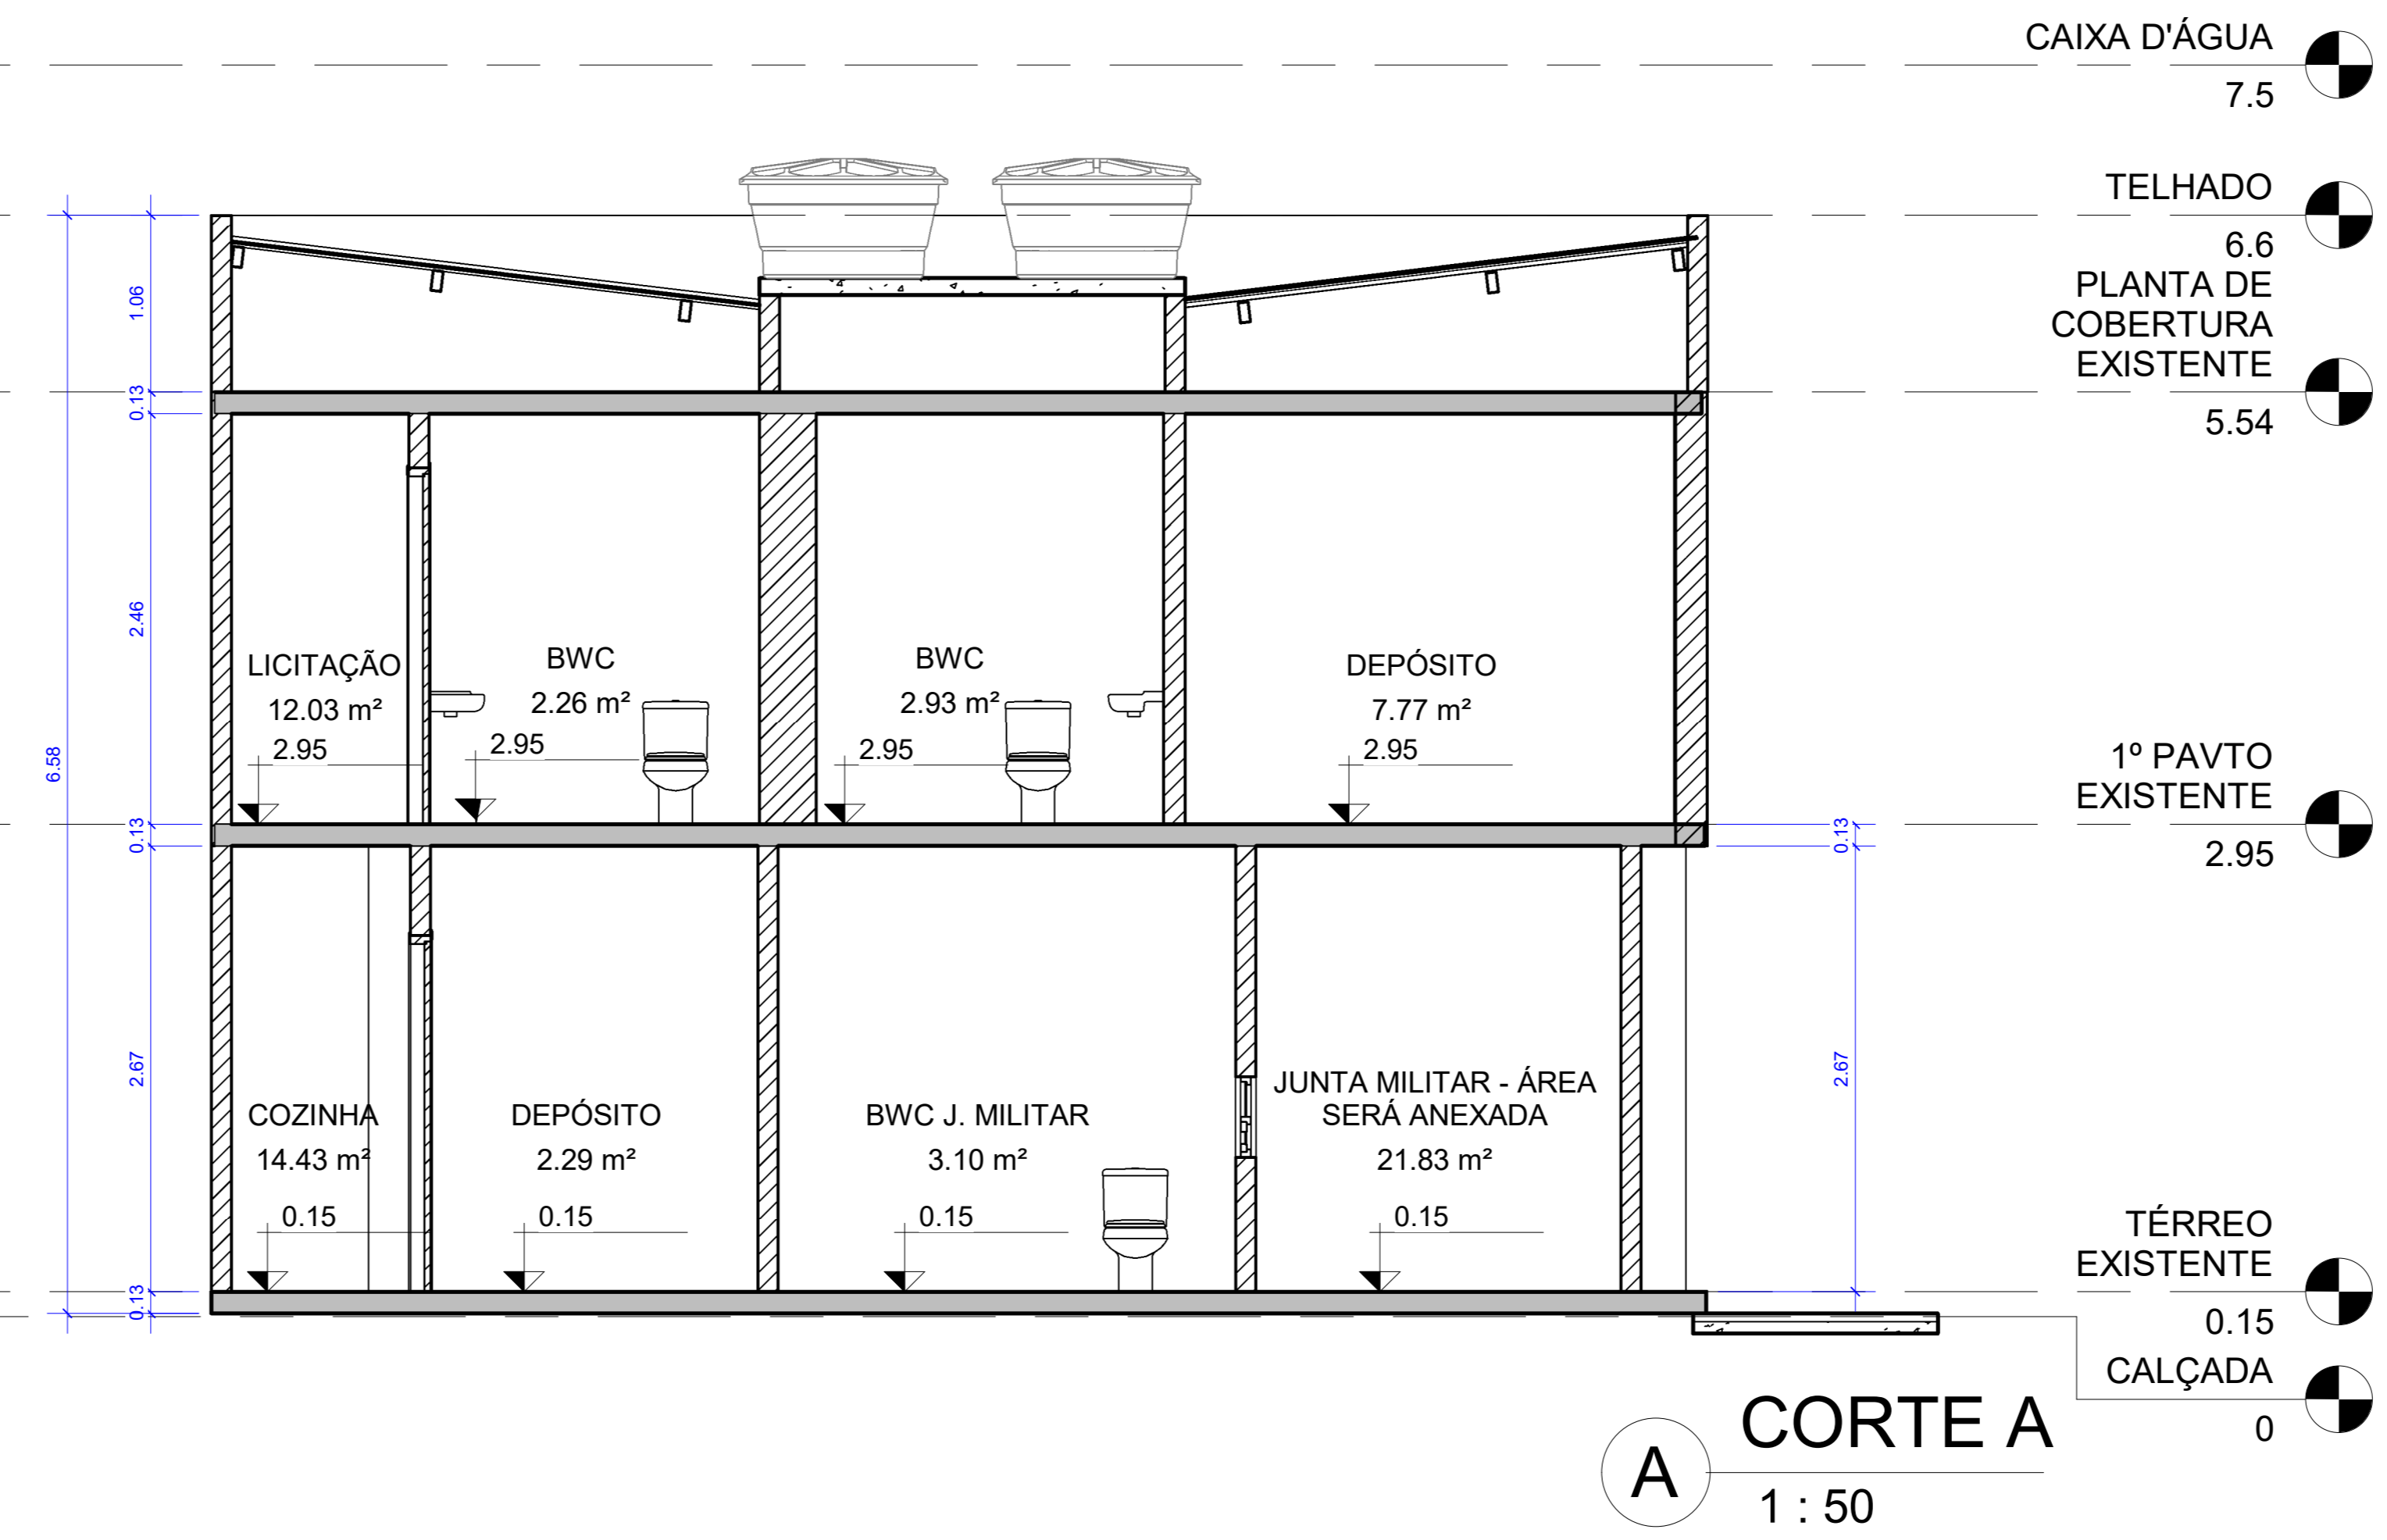 CAIXA D'ÁGUA
7.5
TELHADO
6.6
PLANTA DE
COBERTURA
EXISTENTE
5.54
1.06
0.13
2.46
6.58
0.13
2.67
0.13
LICITAÇÃO
12.03 m²
2.95
BWC
2.26 m²
2.95
BWC
2.93 m²
2.95
DEPÓSITO
7.77 m²
2.95
1º PAVTO
EXISTENTE
2.95
0.13
2.67
COZINHA
14.43 m²
0.15
DEPÓSITO
2.29 m²
0.15
BWC J. MILITAR
3.10 m²
0.15
JUNTA MILITAR - ÁREA
SERÁ ANEXADA
21.83 m²
0.15
TÉRREO
EXISTENTE
0.15
CALÇADA
0
A
CORTE A
1 : 50